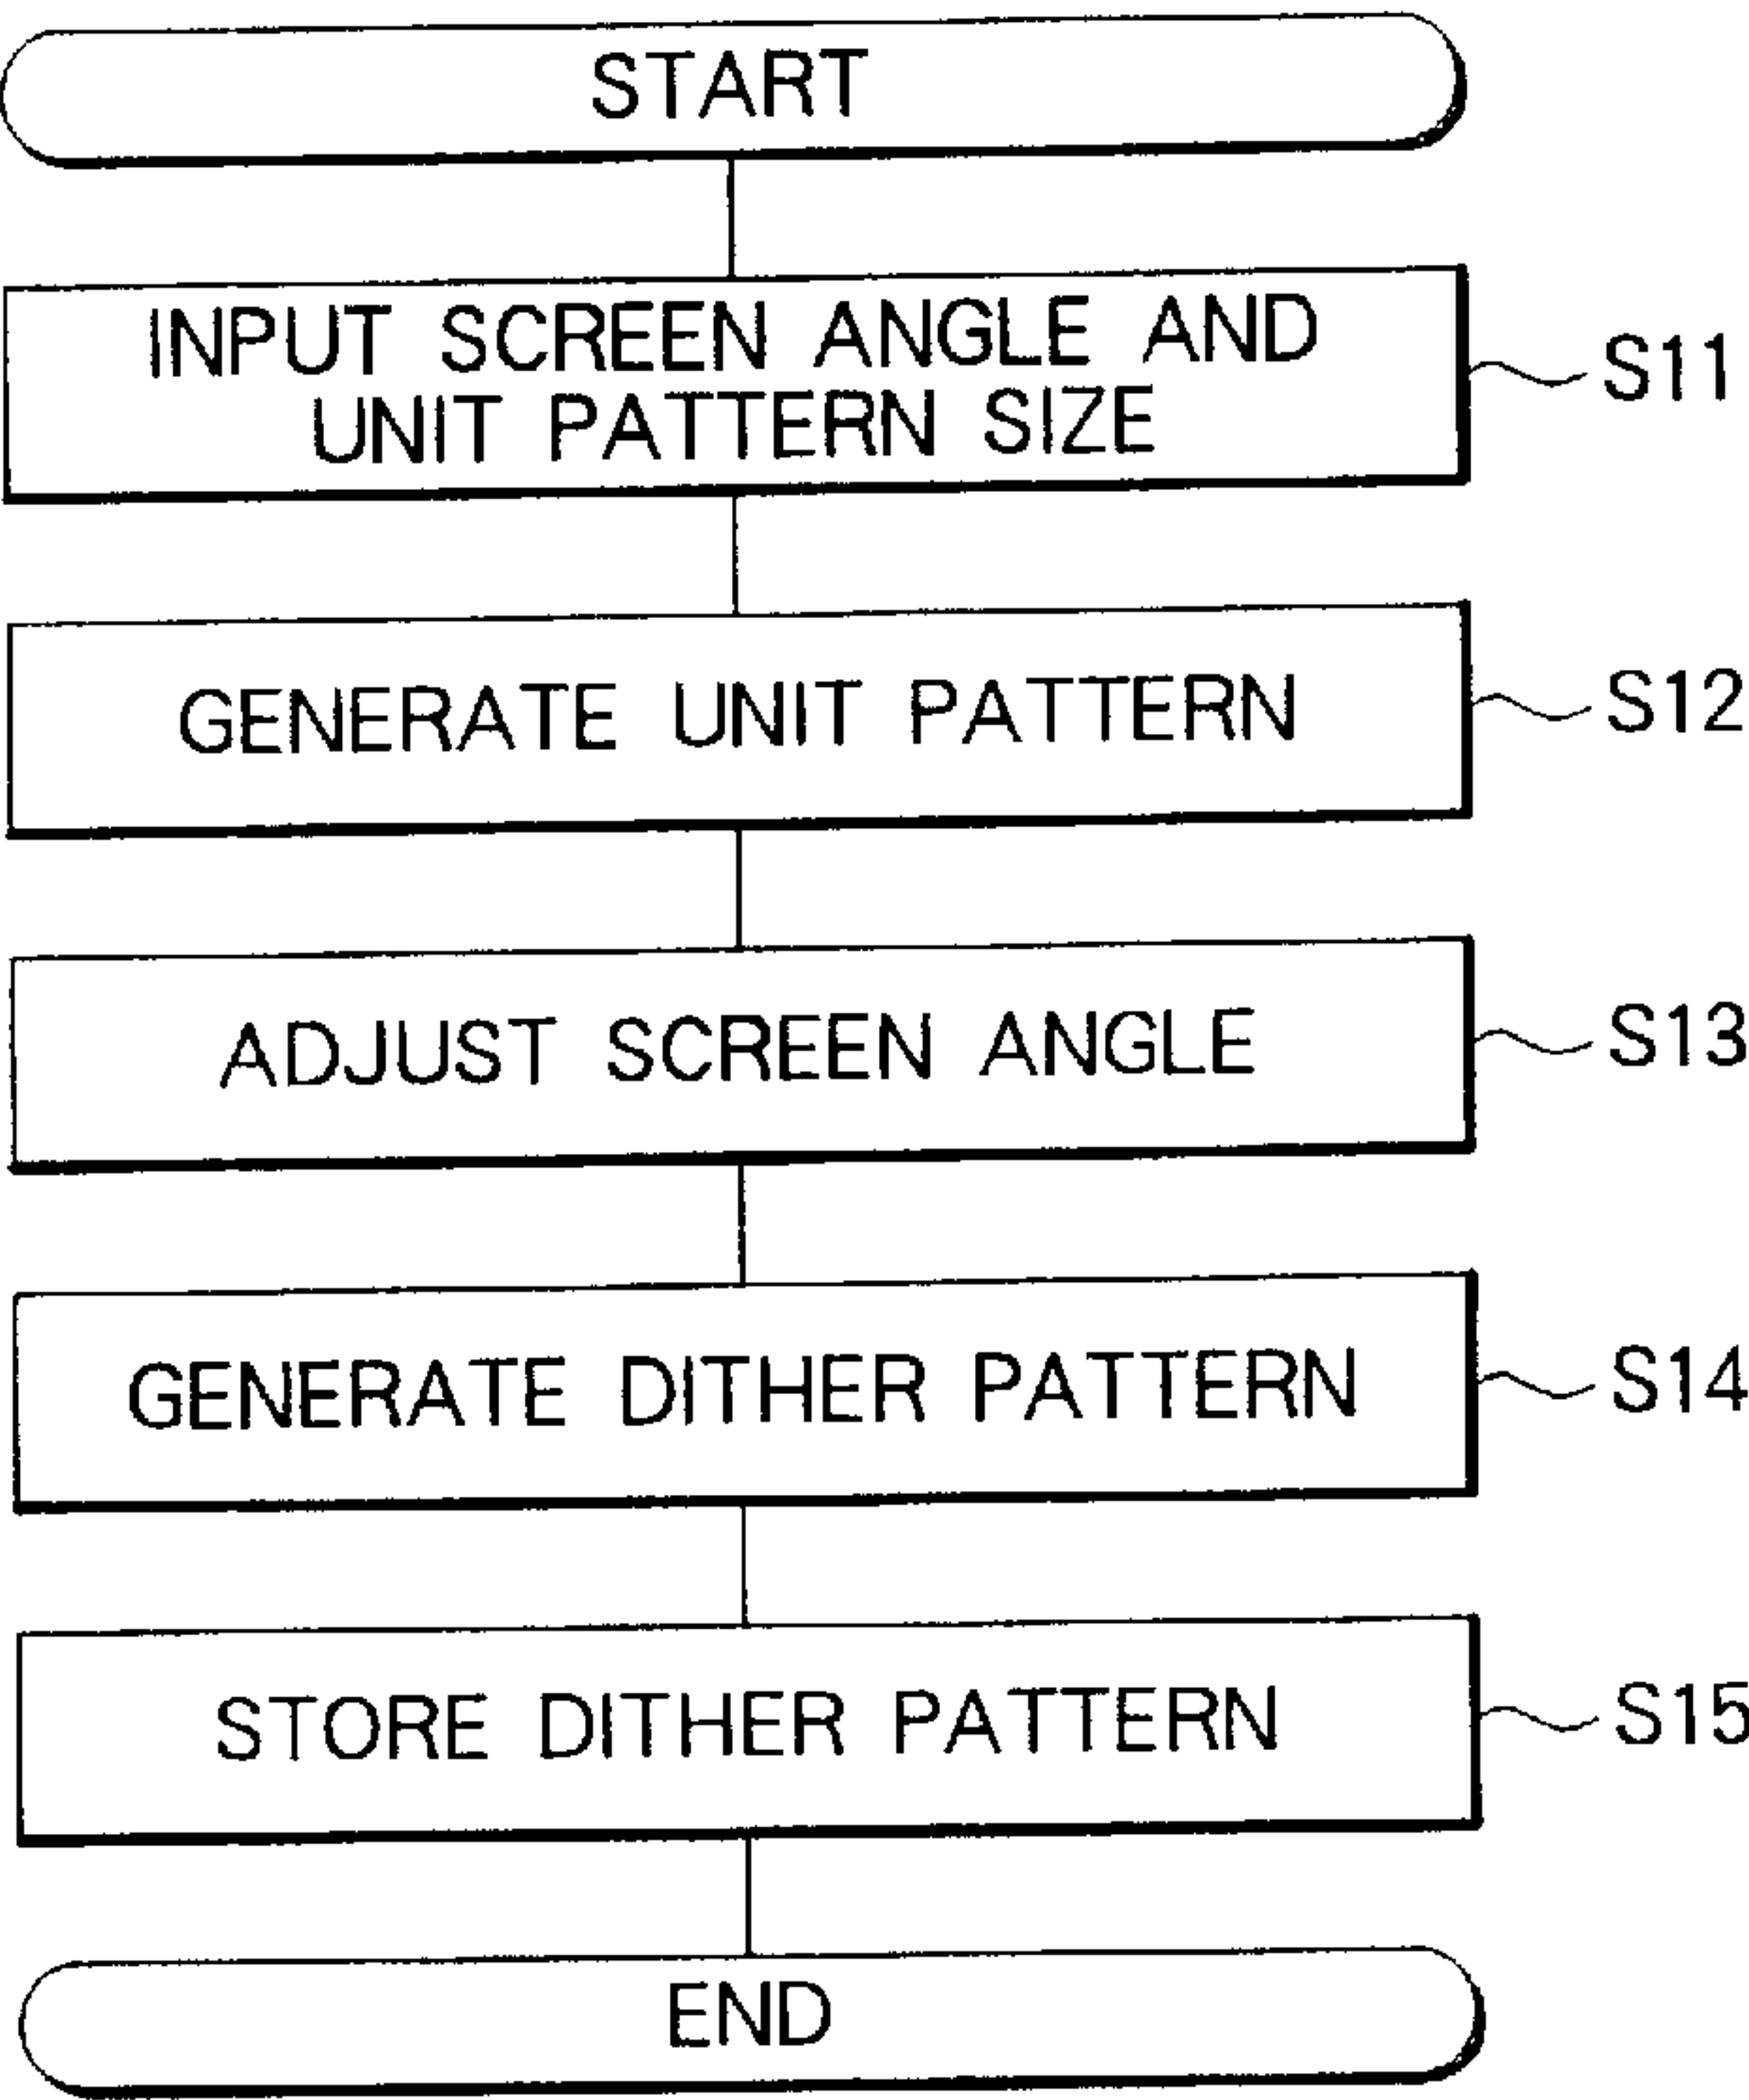 START
INPUT SCREEN ANGLE AND
UNIT PATTERN SIZE
S11
GENERATE UNIT PATTERN
S12
ADJUST SCREEN ANGLE
S13
GENERATE DITHER PATTERN
S14
STORE DITHER PATTERN
S15
END